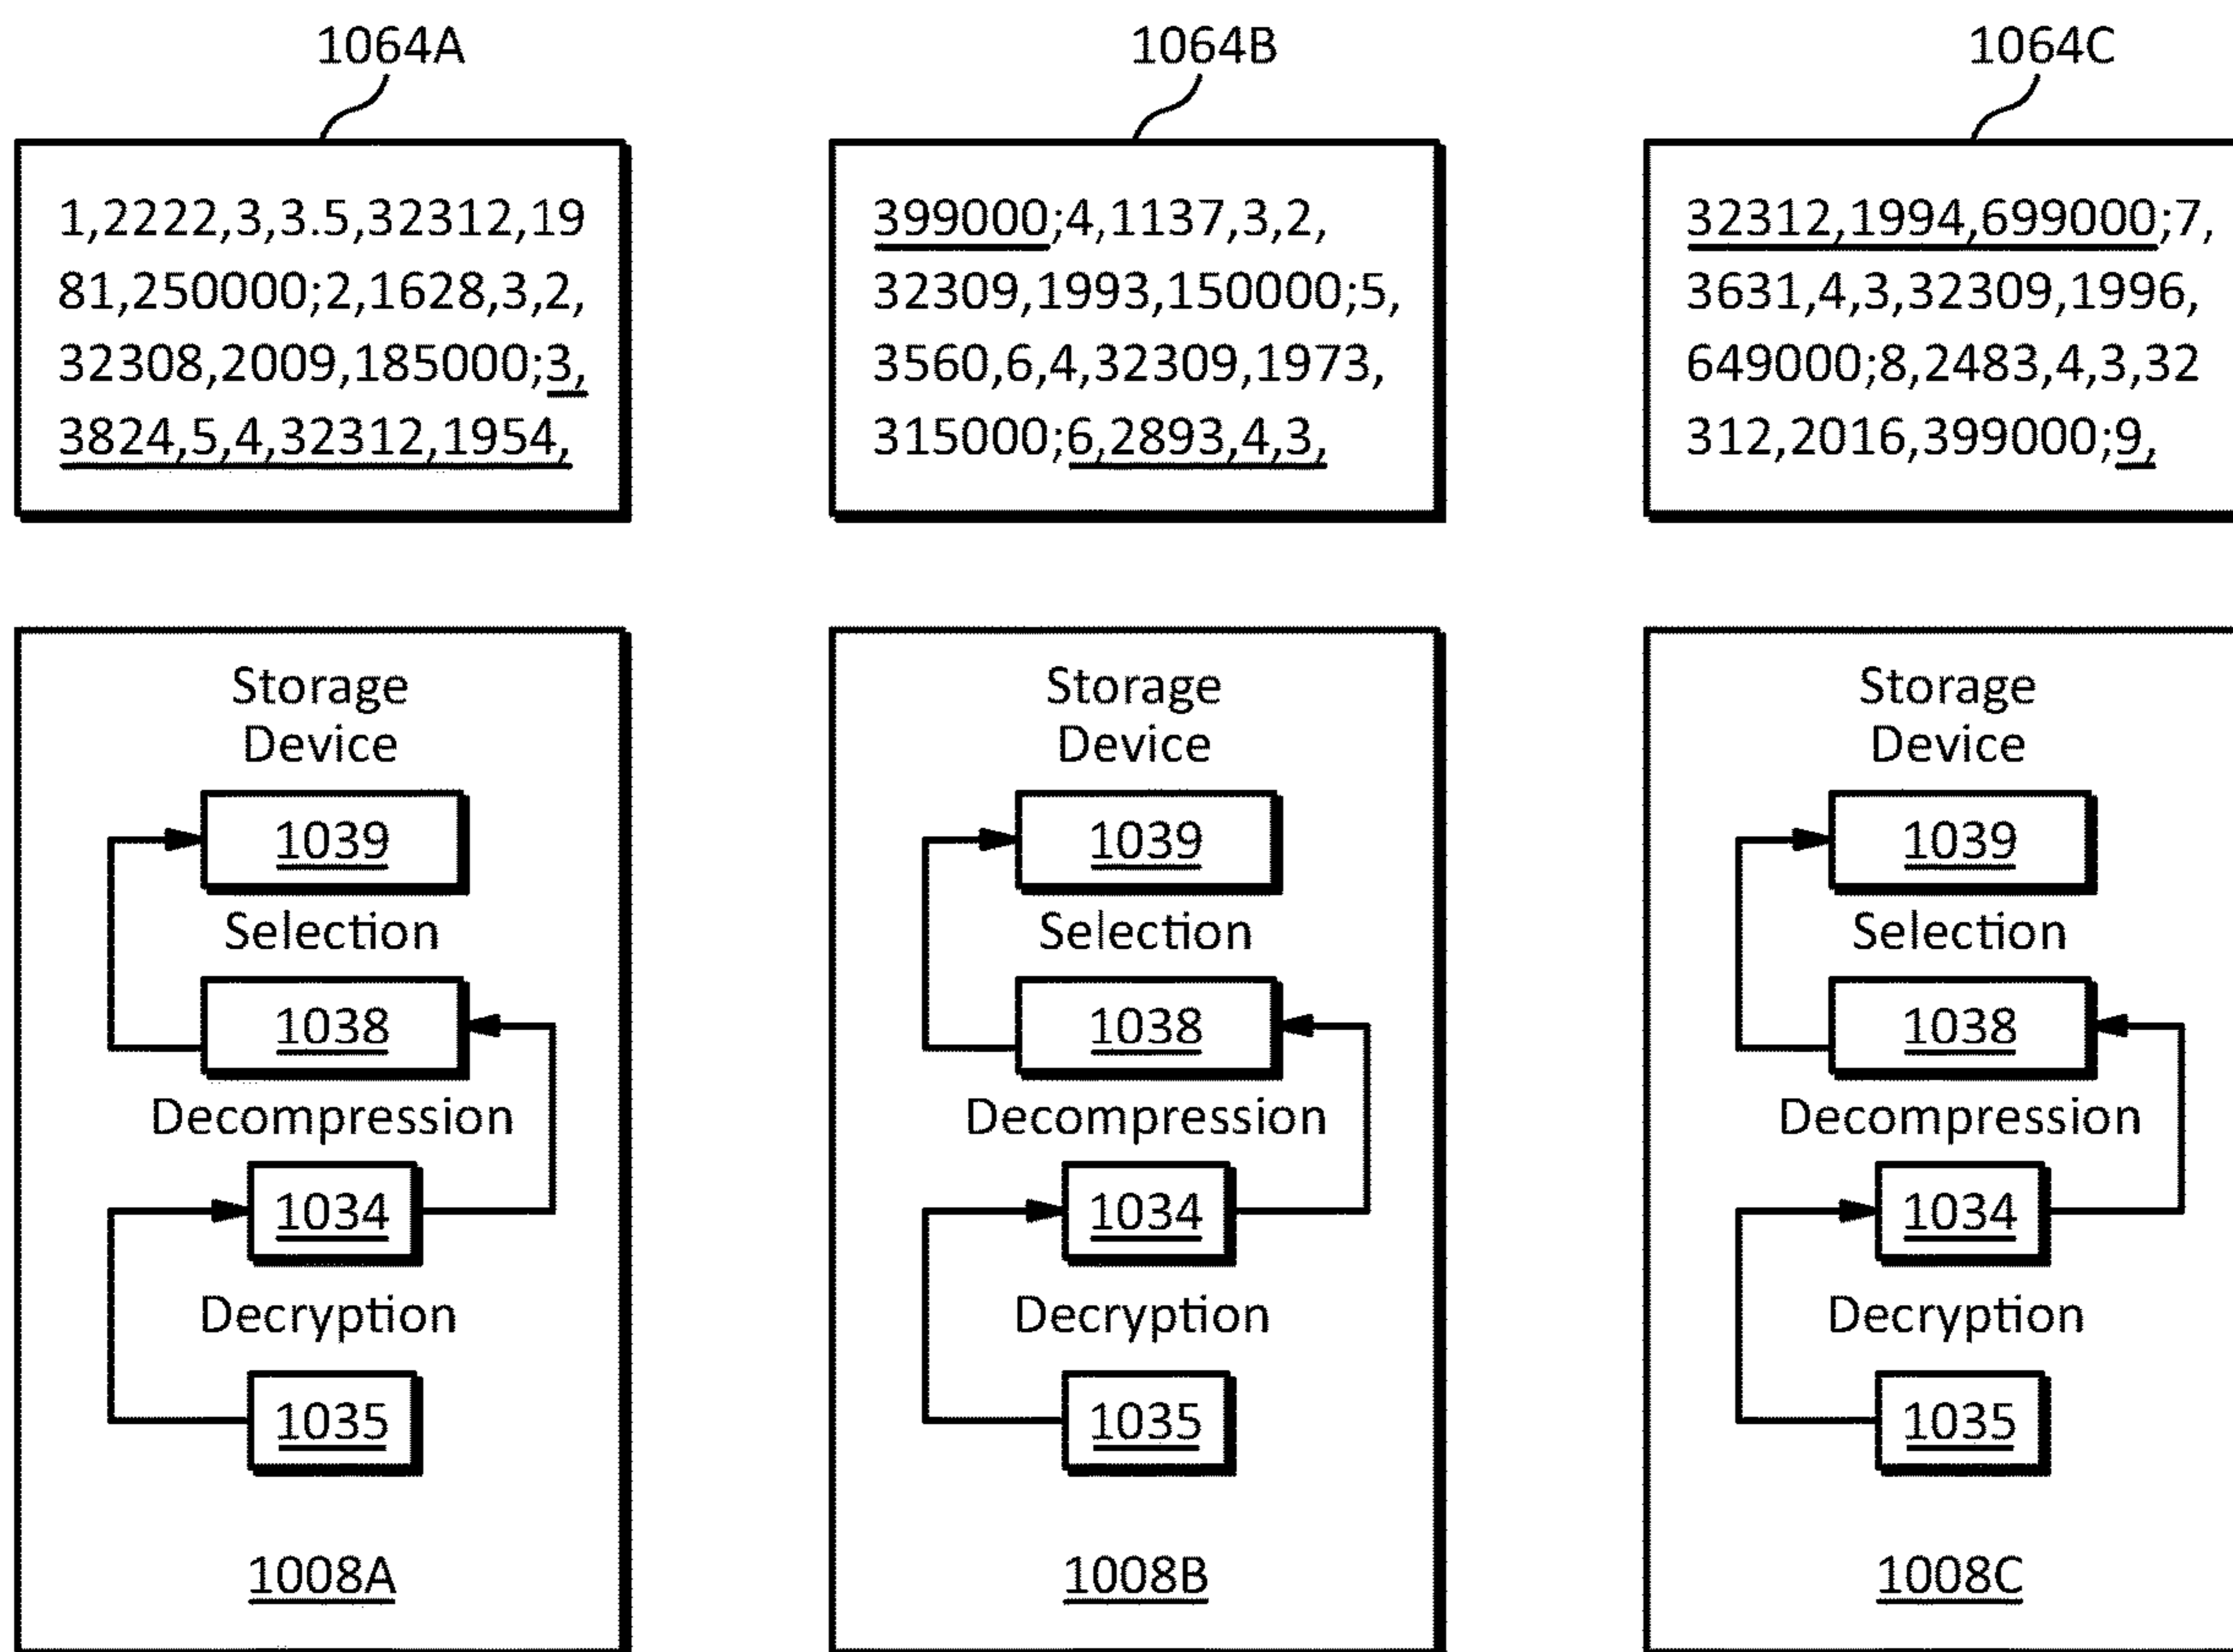 1064A
1,2222,3,3.5,32312,19
81,250000;2,1628,3,2,
32308,2009,185000;3,
3824,5,4,32312,1954,
1064B
399000;4,1137,3,2,
32309,1993,150000;5,
3560,6,4,32309,1973,
315000;6,2893,4,3,
1064C
32312,1994,699000;7,
3631,4,3,32309,1996,
649000;8,2483,4,3,32
312,2016,399000;9,
Storage
Device
1039
Selection
1038
Decompression
1034
Decryption
1035
1008A
Storage
Device
1039
Selection
1038
Decompression
1034
Decryption
1035
1008B
Storage
Device
1039
Selection
1038
Decompression
1034
Decryption
1035
1008C